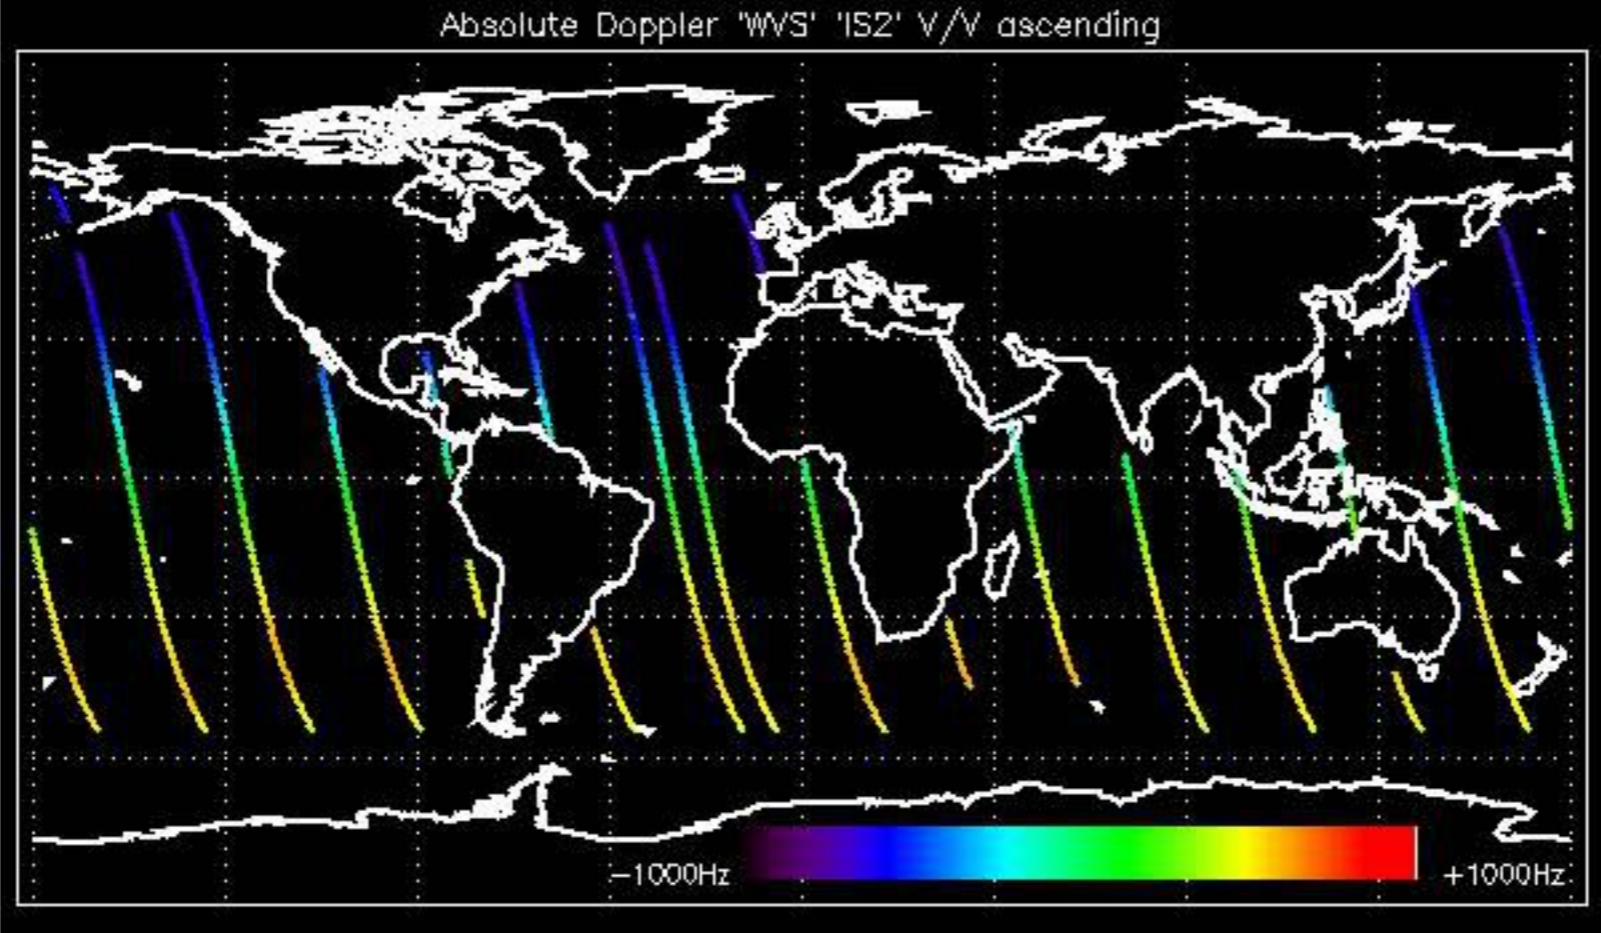 Absolute Doppler 'WVS' 'IS2' V/V ascending
-1000Hz +1000Hz